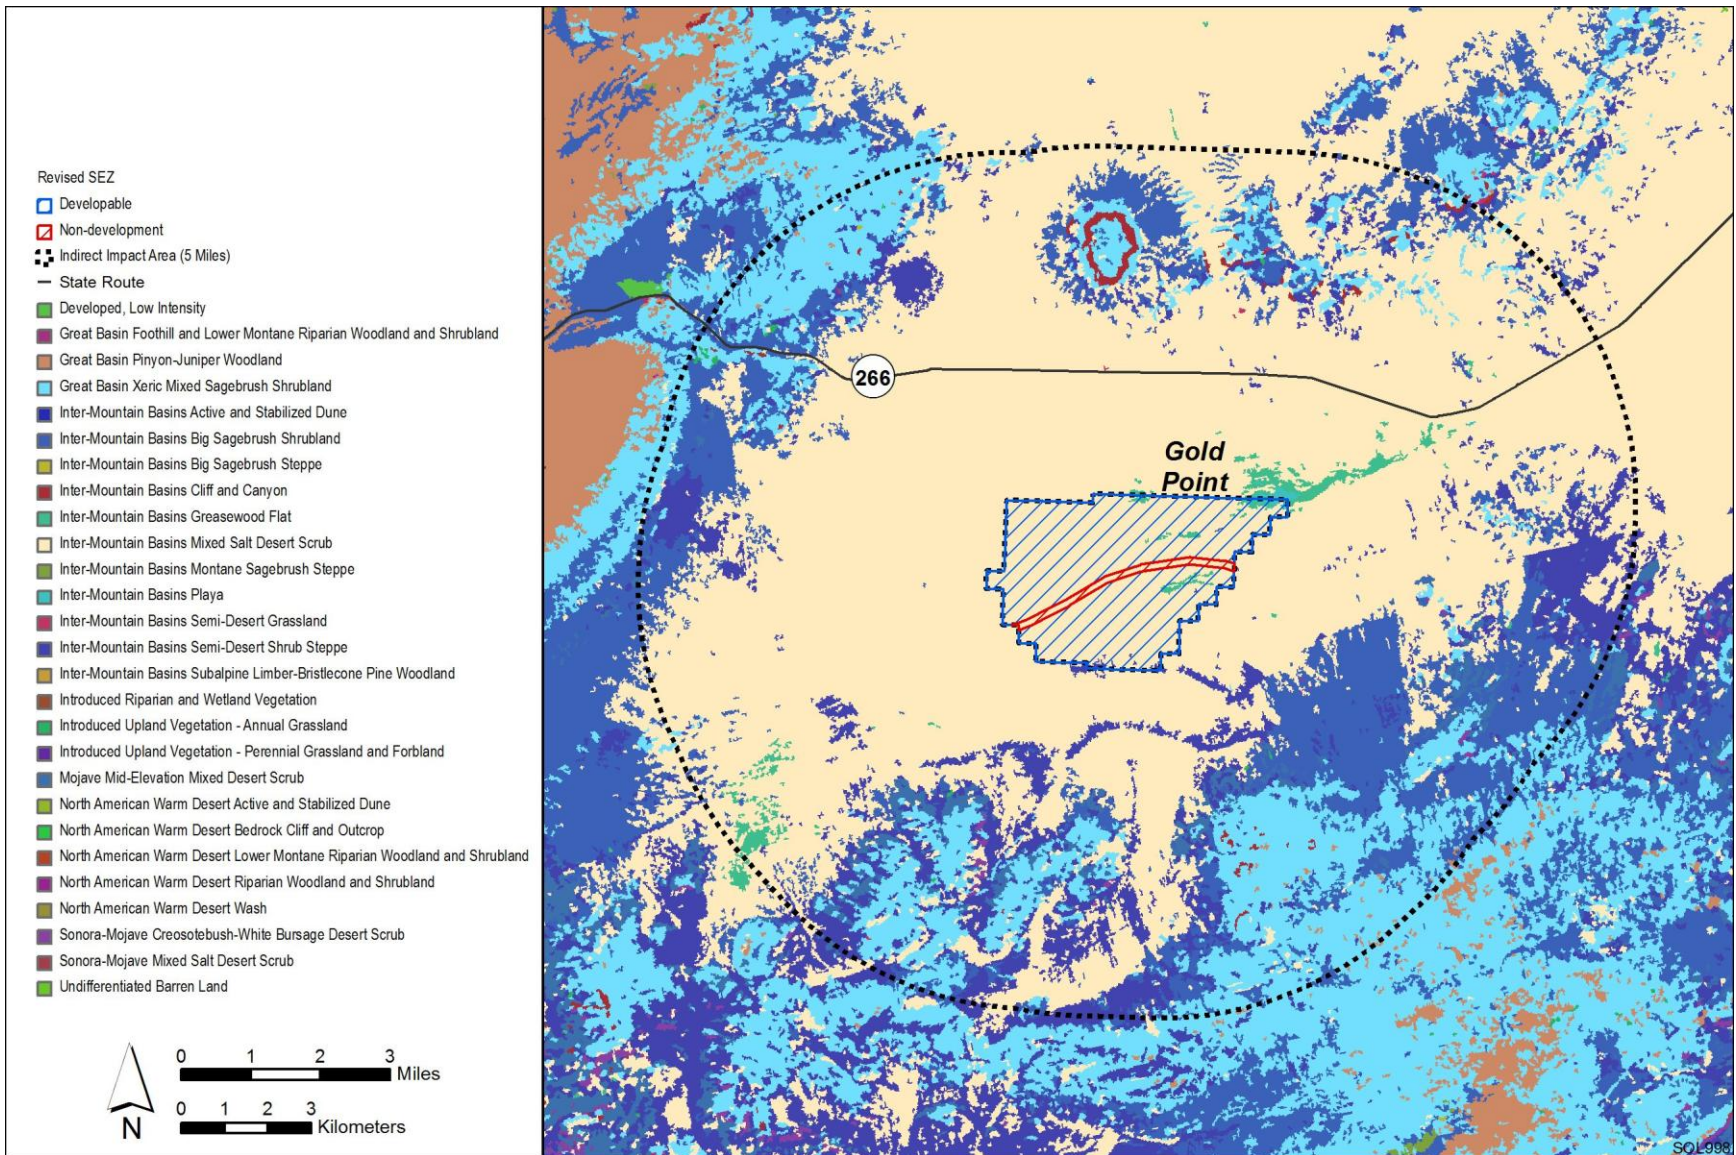 Revised SEZ
Developable
Non-development
Indirect Impact Area (5 Miles)
State Route
Developed, Low Intensity
Great Basin Foothill and Lower Montane Riparian Woodland and Shrubland
Great Basin Pinyon-Juniper Woodland
Great Basin Xeric Mixed Sagebrush Shrubland
Inter-Mountain Basins Active and Stabilized Dune
Inter-Mountain Basins Big Sagebrush Shrubland
Inter-Mountain Basins Big Sagebrush Steppe
Inter-Mountain Basins Cliff and Canyon
Inter-Mountain Basins Greasewood Flat
Inter-Mountain Basins Mixed Salt Desert Scrub
Inter-Mountain Basins Montane Sagebrush Steppe
Inter-Mountain Basins Playa
Inter-Mountain Basins Semi-Desert Grassland
Inter-Mountain Basins Semi-Desert Shrub Steppe
Inter-Mountain Basins Subalpine Limber-Bristlecone Pine Woodland
Introduced Riparian and Wetland Vegetation
Introduced Upland Vegetation - Annual Grassland
Introduced Upland Vegetation - Perennial Grassland and Forbland
Mojave Mid-Elevation Mixed Desert Scrub
North American Warm Desert Active and Stabilized Dune
North American Warm Desert Bedrock Cliff and Outcrop
North American Warm Desert Lower Montane Riparian Woodland and Shrubland
North American Warm Desert Riparian Woodland and Shrubland
North American Warm Desert Wash
Sonora-Mojave Creosotebush-White Bursage Desert Scrub
Sonora-Mojave Mixed Salt Desert Scrub
Undifferentiated Barren Land
N
0 1 2 3
Miles
0 1 2 3
Kilometers
266
Gold
Point
SOL998